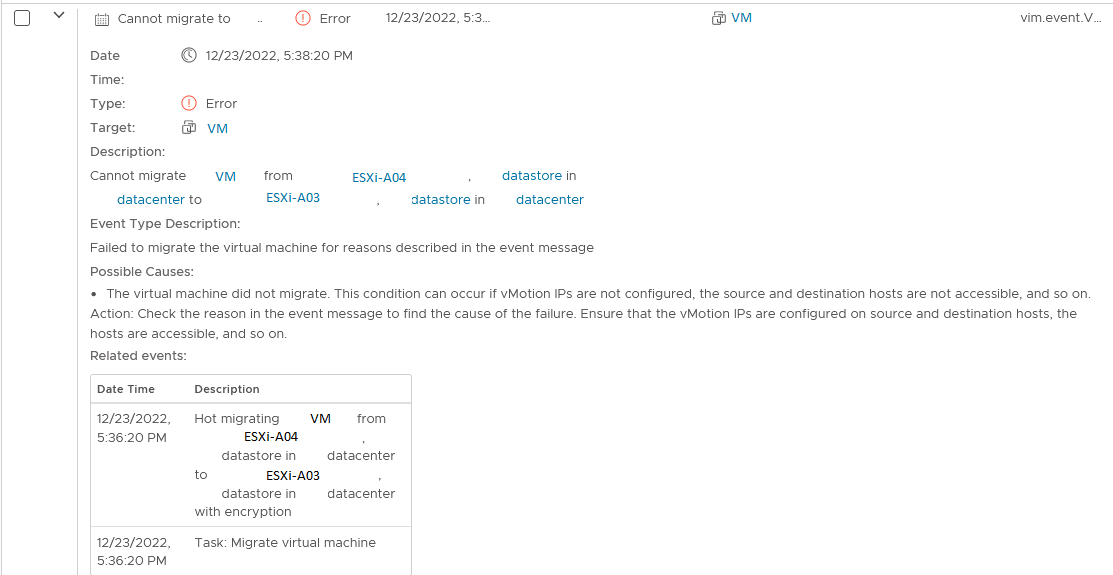 Cannot migrate to .. Error 12/23/2022, 5:3... VM vim.event.V...
Date 12/23/2022, 5:38:20 PM
Time:
Type: Error
Target: VM
Description:
Cannot migrate VM from ESXi-A04 , datastore in
datacenter to ESXi-A03 , datastore in datacenter
Event Type Description:
Failed to migrate the virtual machine for reasons described in the event message
Possible Causes:
• The virtual machine did not migrate. This condition can occur if vMotion IPs are not configured, the source and destination hosts are not accessible, and so on.
Action: Check the reason in the event message to find the cause of the failure. Ensure that the vMotion IPs are configured on source and destination hosts, the
hosts are accessible, and so on.
Related events:
Date Time Description
12/23/2022, Hot migrating VM from
5:36:20 PM ESXi-A04 ,
datastore in datacenter
to ESXi-A03 ,
datastore in datacenter
with encryption
12/23/2022, Task: Migrate virtual machine
5:36:20 PM